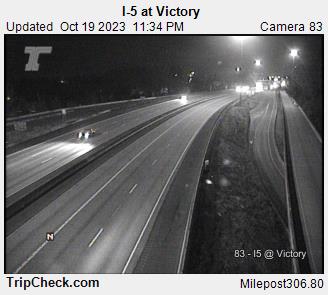 I-5 at Victory
Updated Oct 19 2023 11:34 PM Camera 83
T
N
83 - I5 @ Victory
TripCheck.com Milepost306.80